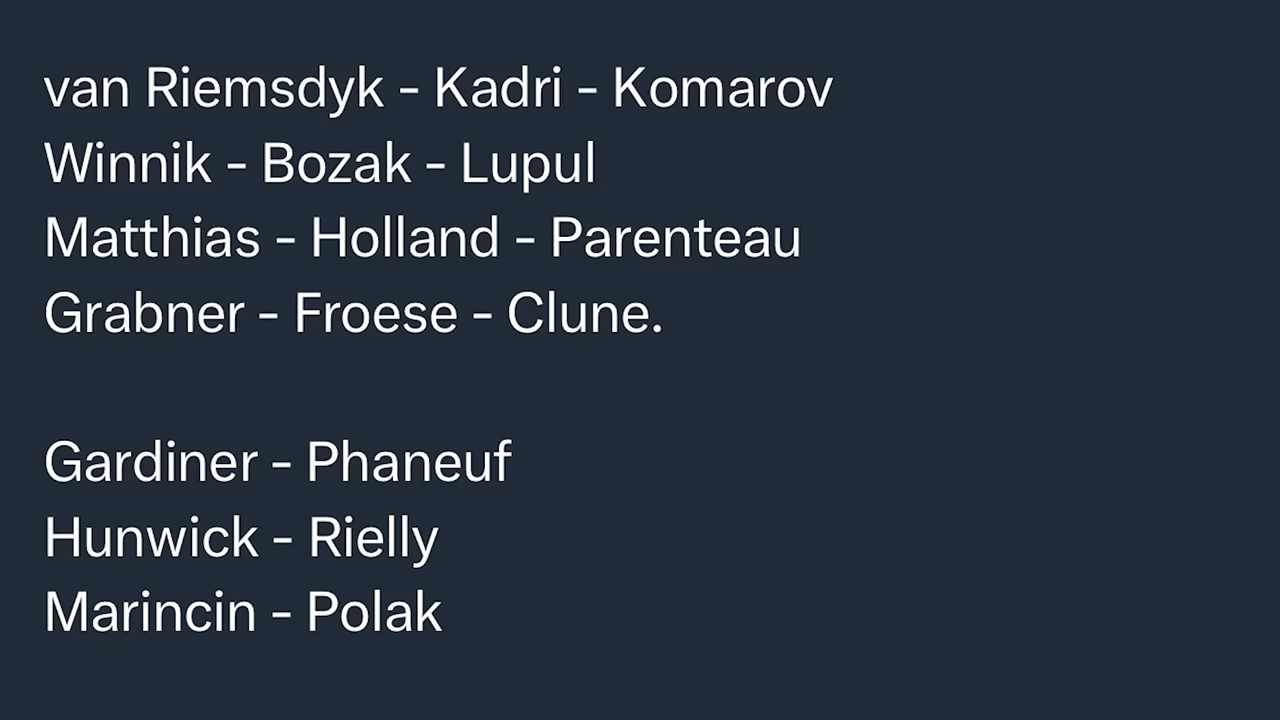 van Riemsdyk - Kadri - Komarov
Winnik - Bozak - Lupul
Matthias - Holland - Parenteau
Grabner - Froese - Clune.
Gardiner - Phaneuf
Hunwick - Rielly
Marincin - Polak